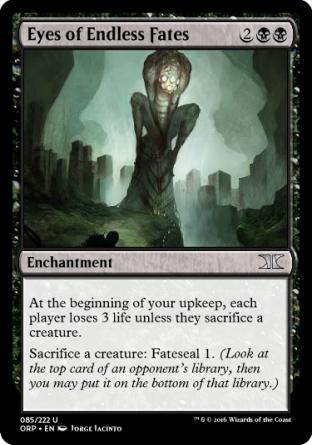 Eyes of Endless Fates 2
Enchantment
At the beginning of your upkeep, each
player loses 3 life unless they sacrifice a
creature.
Sacrifice a creature: Fateseal 1. (Look at
the top card of an opponent's library, then
you may put it on the bottom of that library.)
085/222 U
ORP • EN Jorge Jacinto
™ & © 2016 Wizards of the Coast